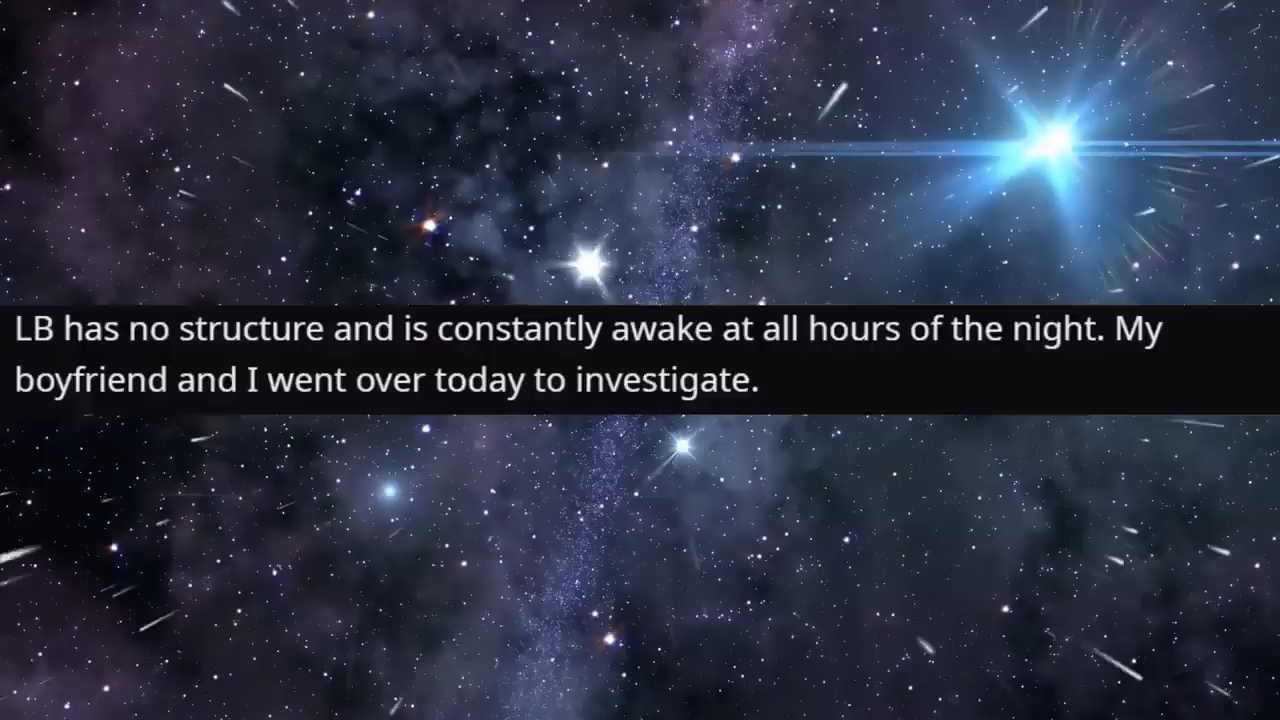 LB has no structure and is constantly awake at all hours of the night. My
boyfriend and I went over today to investigate.